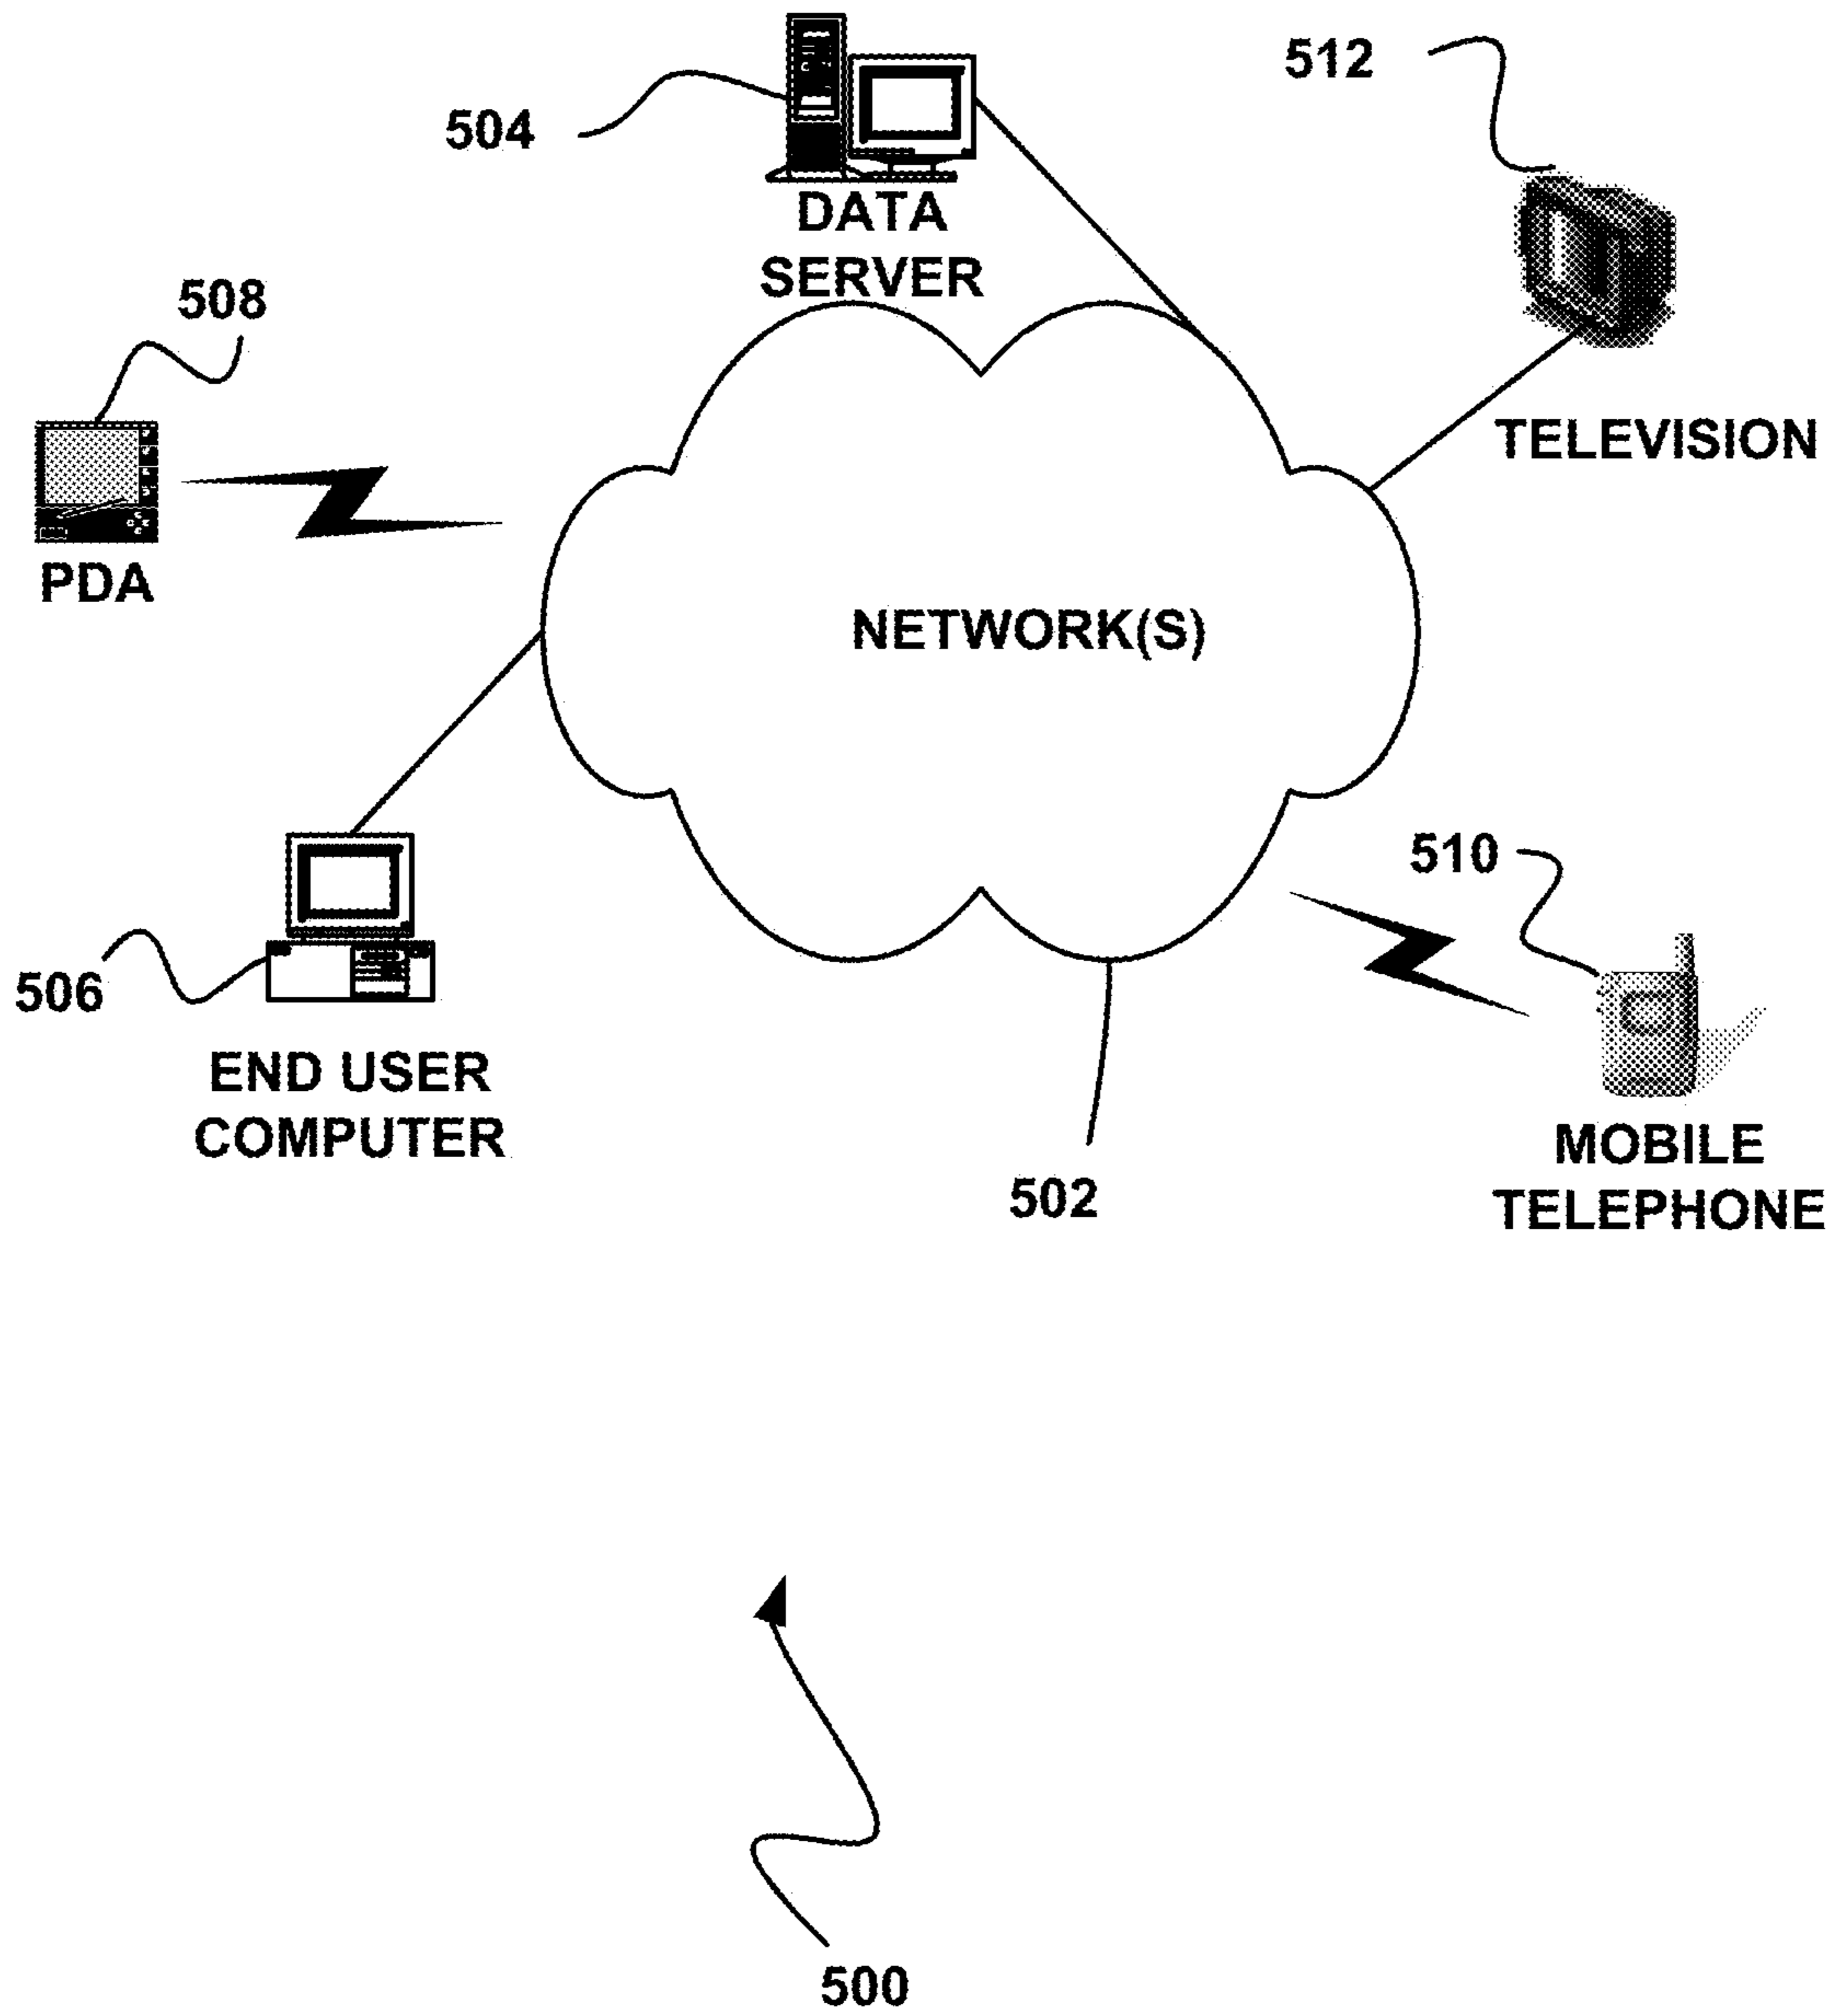 512
504
DATA
SERVER
508
TELEVISION
PDA
NETWORK(S)
510
506
END USER
COMPUTER
MOBILE
TELEPHONE
502
500